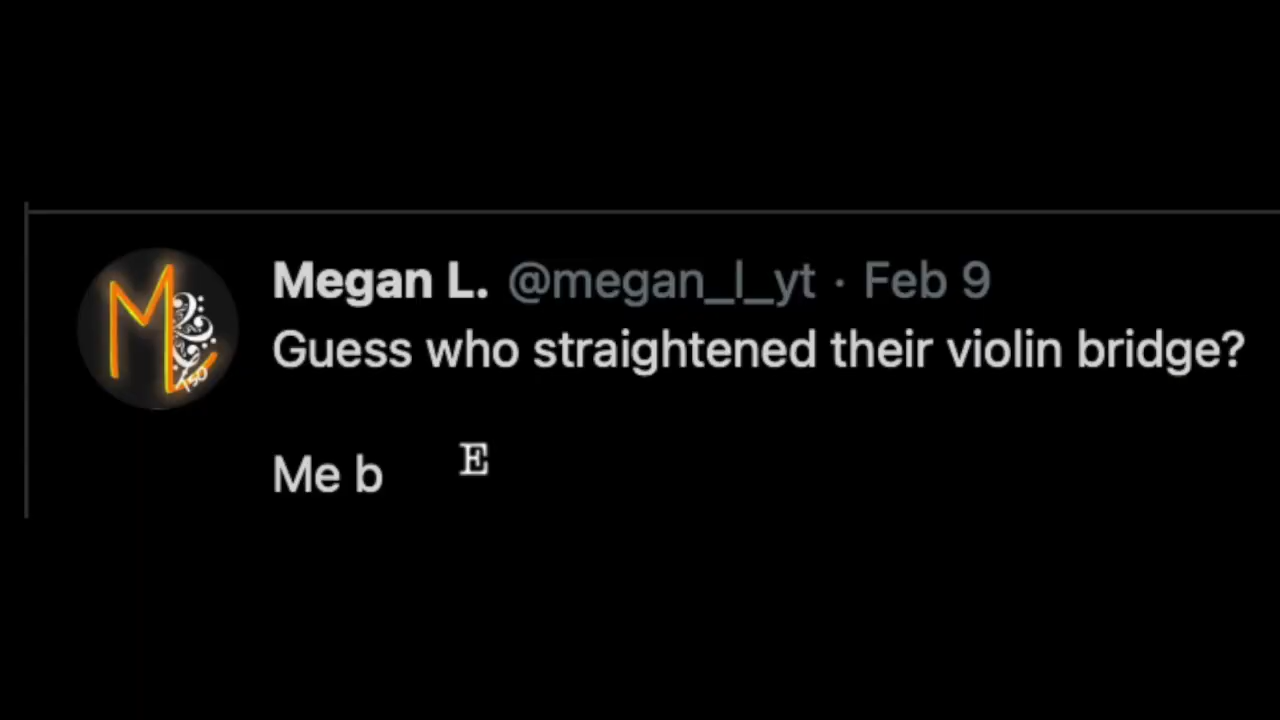 Megan L. @megan_l_yt · Feb 9
Guess who straightened their violin bridge?
Me b E